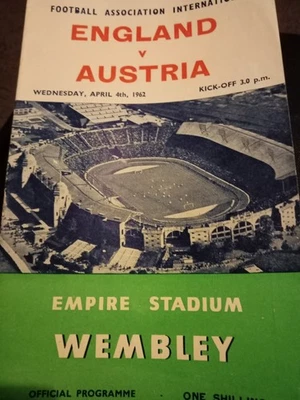 FOOTBALL ASSOCIATION INTERNATION
ENGLAND
v
AUSTRIA
WEDNESDAY, APRIL 4th, 1962
KICK-OFF 3.0 p.m.
EMPIRE STADIUM
WEMBLEY
OFFICIAL PROGRAMME
ONE SHILLING